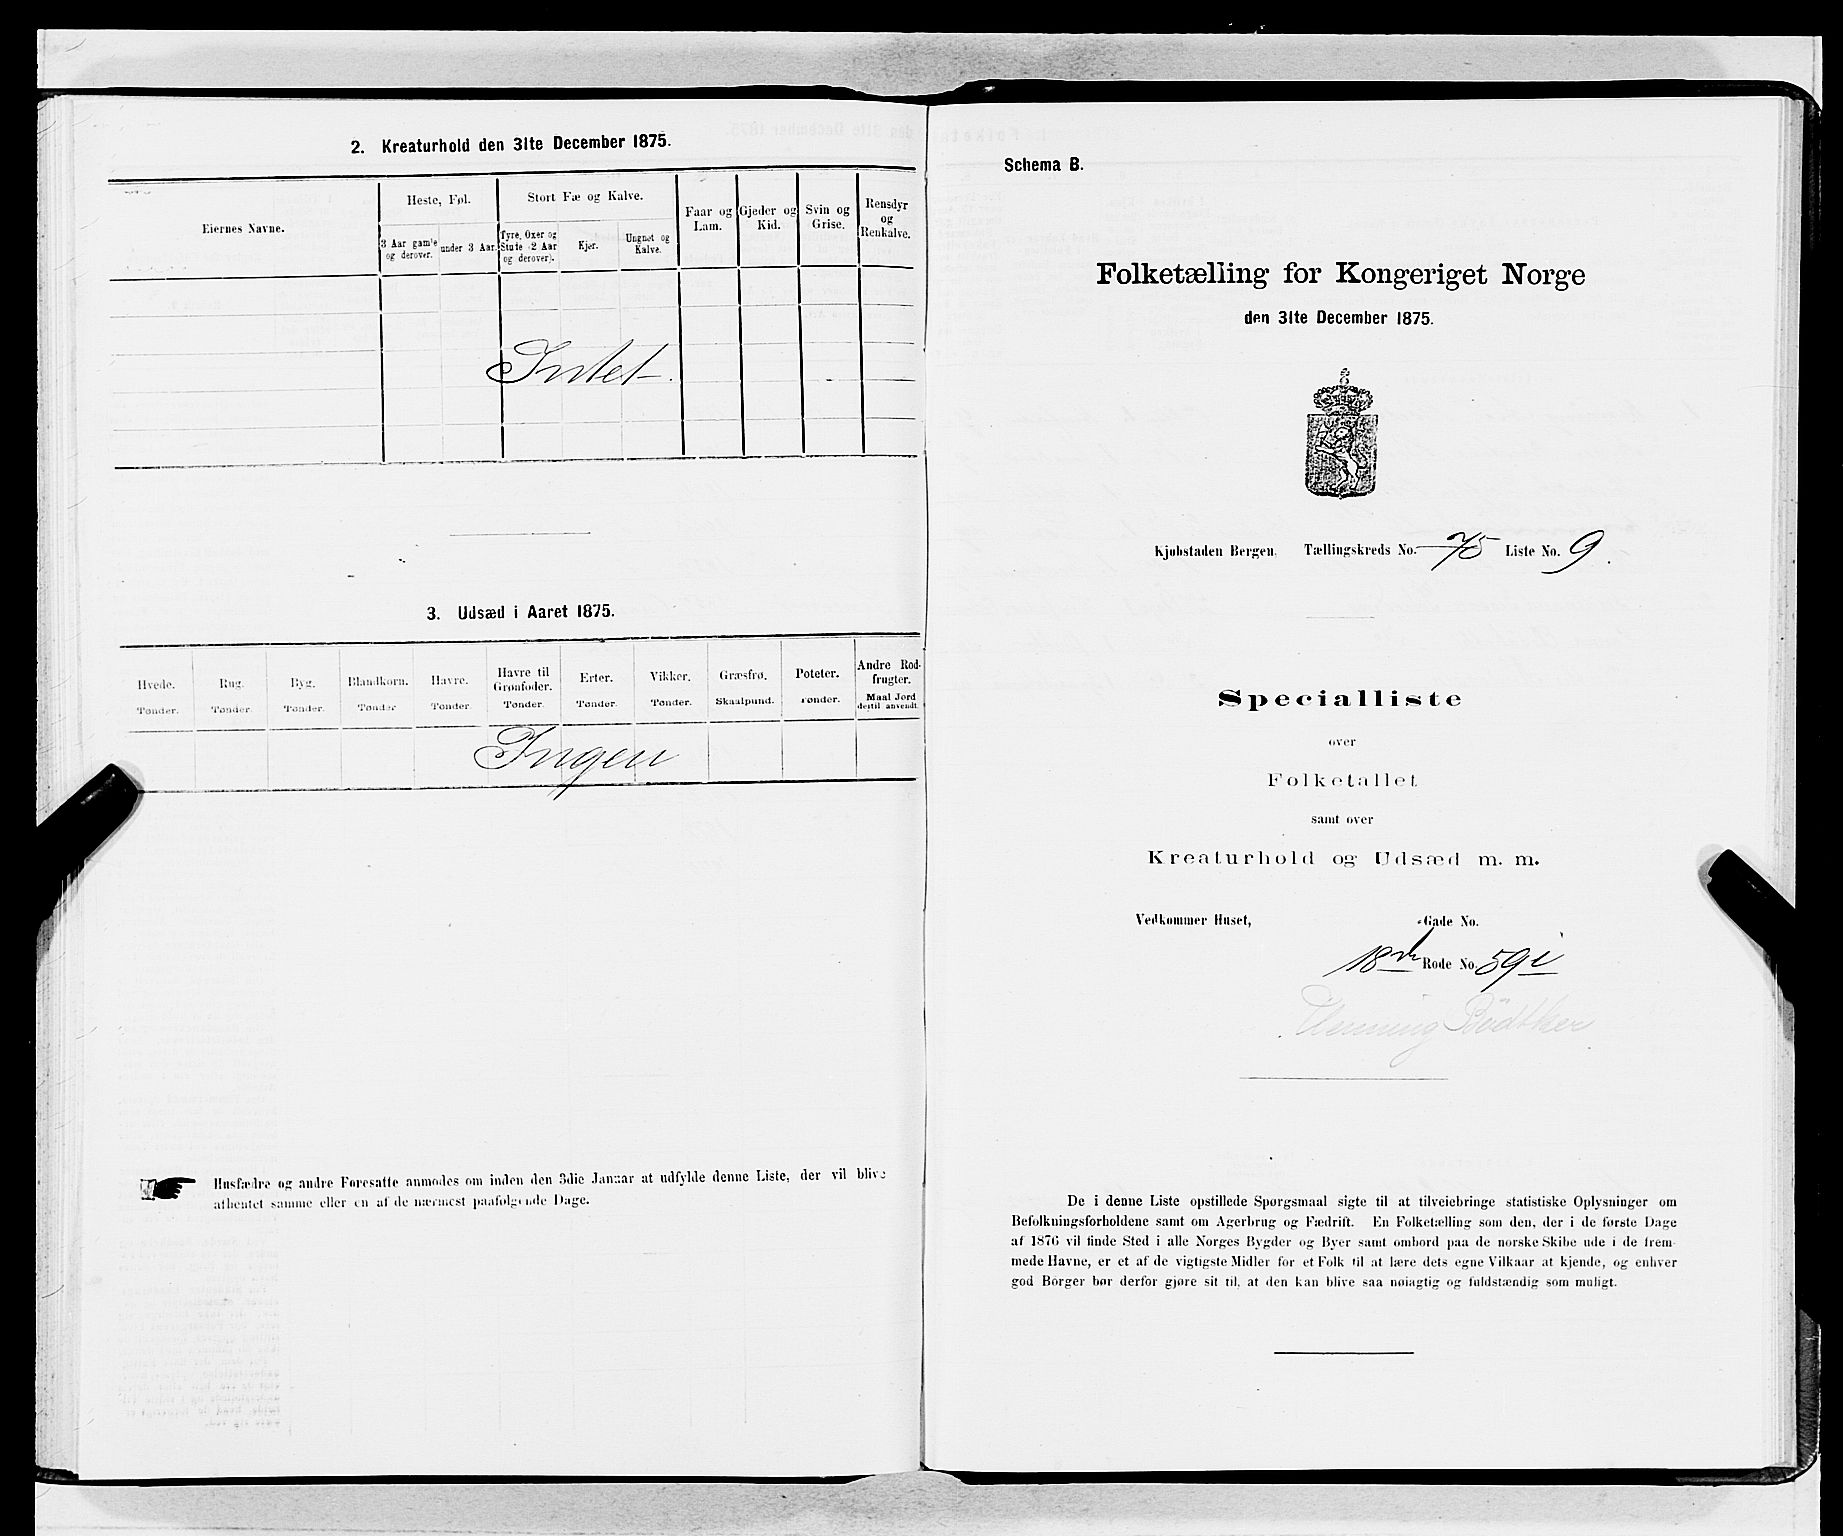 2. Kreaturhold den 31te December 1875.
Eiernes Navne.
Heste, Føl.
Stort Fæ og Kalve.
Faar og Lam.
Gjeder og Kid.
Svin og Grise.
Rensdyr og Renkalve.
3 Aar gamle og derover.
under 3 Aar.
Tyre, Oxer og Stude (2 Aar og derover).
Kjør.
Ungnøt og Kalve.
Intet.
3. Udsæd i Aaret 1875.
Hvede. Rug. Byg. Blandkorn. Havre. Havre til Grønfoder. Erter. Vikker. Græsfrø. Poteter. Andre Rodfrugter.
Tønder. Tønder. Tønder. Tønder Tønder. Tønder. Tønder. Tønder. Skaalpund. Tønder. Maal Jord dertil anvendt.
Ingen
Husfædre og andre Foresatte anmodes om inden den 3die Januar at udfylde denne Liste, der vil blive
afhentet samme eller en af de nærmest paafølgende Dage.
Schema B.
Folketælling for Kongeriget Norge
den 31te December 1875.
Kjøbstaden Bergen. Tællingskreds No. 75 Liste No. 9.
Specialliste
over
Folketallet
samt over
Kreaturhold og Udsæd m. m.
Vedkommer Huset, Gade No.
18de Rode No. 59i
Henning Bödtker
De i denne Liste opstillede Spørgsmaal sigte til at tilveiebringe statistiske Oplysninger om
Befolkningsforholdene samt om Agerbrug og Fædrift. En Folketælling som den, der i de første Dage
af 1876 vil finde Sted i alle Norges Bygder og Byer samt ombord paa de norske Skibe ude i de frem-
mede Havne, er et af de vigtigste Midler for et Folk til at lære dets egne Vilkaar at kjende, og enhver
god Borger bør derfor gjøre sit til, at den kan blive saa nøiagtig og fuldstændig som muligt.